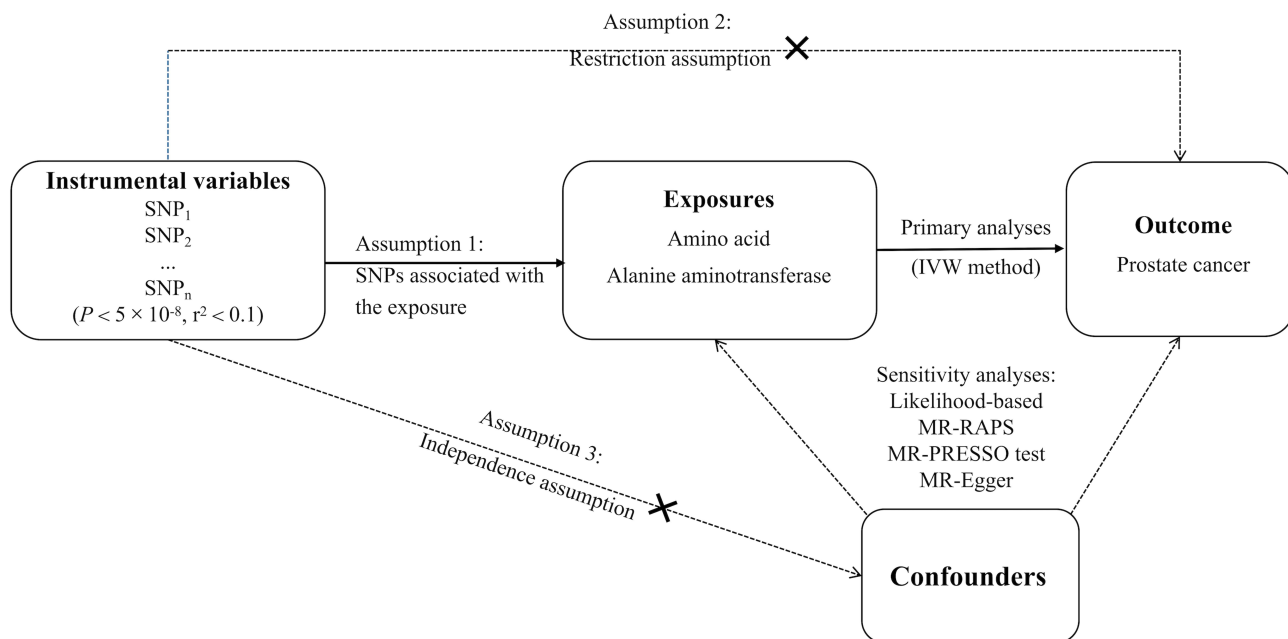 Assumption 2:
Restriction assumption
Instrumental variables
SNP₁
SNP₂
...
SNPₙ
(P < 5 × 10⁻⁸, r² < 0.1)
Assumption 1:
SNPs associated with
the exposure
Exposures
Amino acid
Alanine aminotransferase
Primary analyses
(IVW method)
Outcome
Prostate cancer
Assumption 3:
Independence assumption
Sensitivity analyses:
Likelihood-based
MR-RAPS
MR-PRESSO test
MR-Egger
Confounders